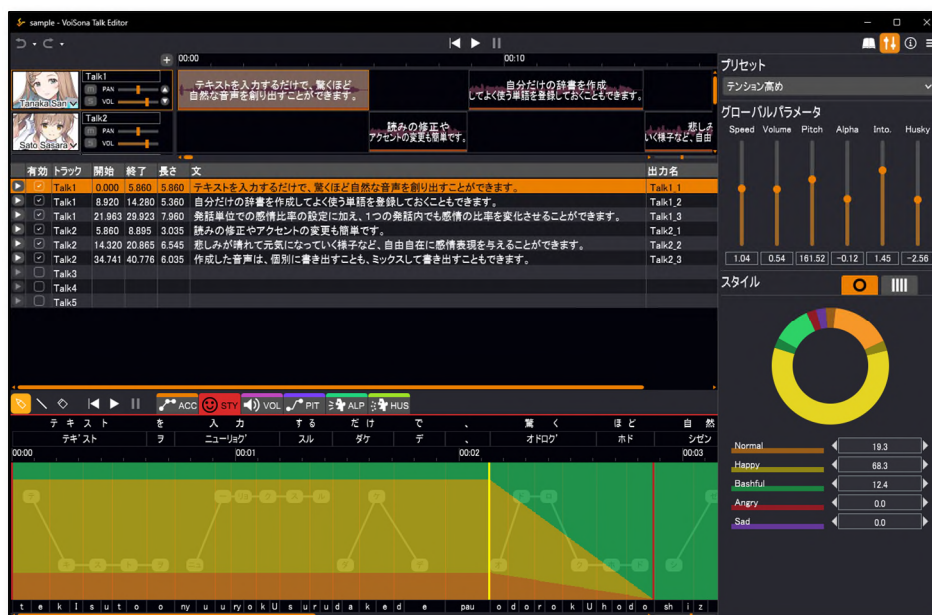 sample - VoiSona Talk Editor
00:00
00:10
Tanaka San
Talk1
PAN
VOL
テキストを入力するだけで、驚くほど
自然な音声を創り出すことができます。
自分だけの辞書を作成
してよく使う単語を登録しておくこともできます。
Sato Sasara
Talk2
PAN
VOL
読みの修正や
アクセントの変更も簡単です。
悲しみ
いく様子など、自由
有効 トラック 開始 終了 長さ 文 出力名
Talk1 0.000 5.860 5.860 テキストを入力するだけで、驚くほど自然な音声を創り出すことができます。 Talk1_1
Talk1 8.920 14.280 5.360 自分だけの辞書を作成してよく使う単語を登録しておくこともできます。 Talk1_2
Talk1 21.963 29.923 7.960 発話単位での感情比率の設定に加え、1つの発話内でも感情の比率を変化させることができます。 Talk1_3
Talk2 5.860 8.895 3.035 読みの修正やアクセントの変更も簡単です。 Talk2_1
Talk2 14.320 20.865 6.545 悲しみが晴れて元気になっていく様子など、自由自在に感情表現を与えることができます。 Talk2_2
Talk2 34.741 40.776 6.035 作成した音声は、個別に書き出すことも、ミックスして書き出すこともできます。 Talk2_3
Talk3
Talk4
Talk5
プリセット
テンション高め
グローバルパラメータ
Speed Volume Pitch Alpha Into. Husky
1.04 0.54 161.52 -0.12 1.45 -2.56
スタイル
Normal 19.3
Happy 68.3
Bashful 12.4
Angry 0.0
Sad 0.0
ACC STY VOL PIT ALP HUS
テキスト を 入力 する だけ で 、 驚く ほど 自然
テキ゚スト ヲ ニューリョク゚ スル ダケ デ 、 オドロク゚ ホド シゼン
00:00 00:01 00:02 00:03
t e k I s u t o o ny u u ry o k U s u r u d a k e d e pau o d o r o k U h o d o sh i z